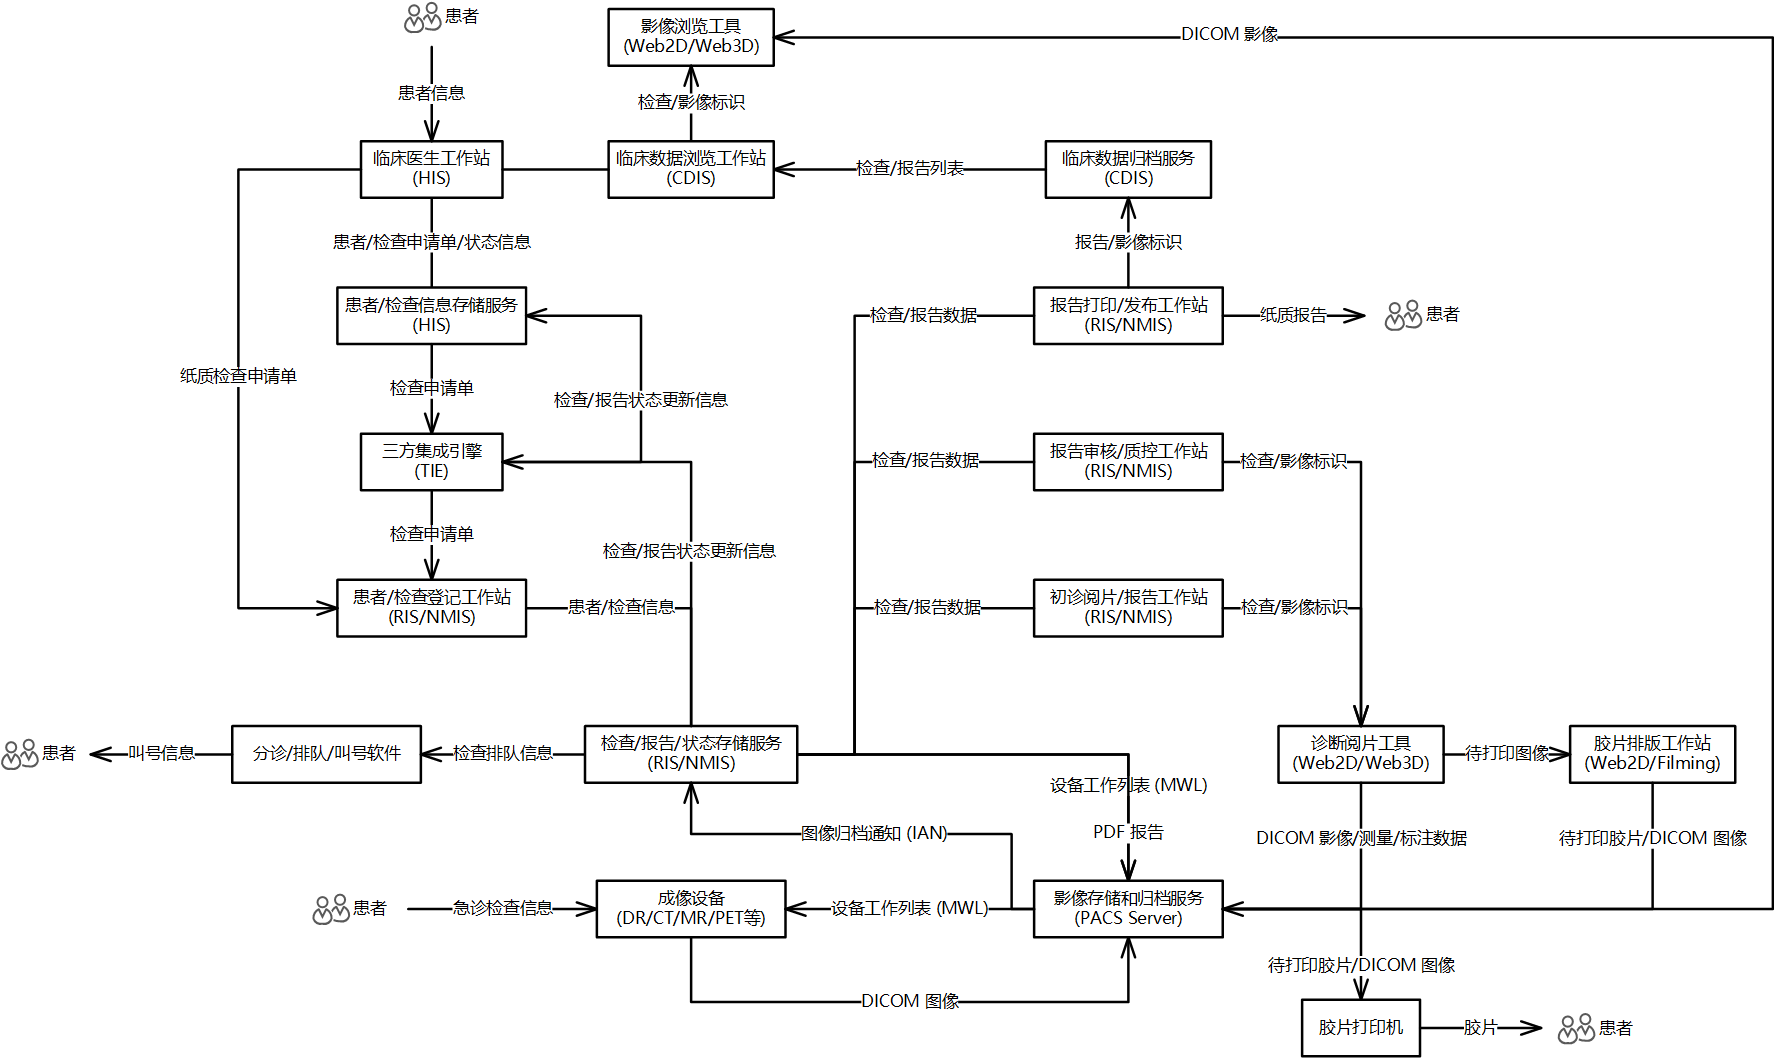 患者
影像浏览工具
(Web2D/Web3D)
DICOM 影像
患者信息
检查/影像标识
临床医生工作站
(HIS)
临床数据浏览工作站
(CDIS)
检查/报告列表
临床数据归档服务
(CDIS)
患者/检查申请单/状态信息
报告/影像标识
患者/检查信息存储服务
(HIS)
检查/报告数据
报告打印/发布工作站
(RIS/NMIS)
纸质报告
患者
纸质检查申请单
检查申请单
检查/报告状态更新信息
三方集成引擎
(TIE)
检查/报告数据
报告审核/质控工作站
(RIS/NMIS)
检查/影像标识
检查申请单
检查/报告状态更新信息
患者/检查登记工作站
(RIS/NMIS)
患者/检查信息
检查/报告数据
初诊阅片/报告工作站
(RIS/NMIS)
检查/影像标识
患者
叫号信息
分诊/排队/叫号软件
检查排队信息
检查/报告/状态存储服务
(RIS/NMIS)
诊断阅片工具
(Web2D/Web3D)
待打印图像
胶片排版工作站
(Web2D/Filming)
设备工作列表 (MWL)
图像归档通知 (IAN)
PDF 报告
DICOM 影像/测量/标注数据
待打印胶片/DICOM 图像
患者
急诊检查信息
成像设备
(DR/CT/MR/PET等)
设备工作列表 (MWL)
影像存储和归档服务
(PACS Server)
待打印胶片/DICOM 图像
DICOM 图像
胶片打印机
胶片
患者